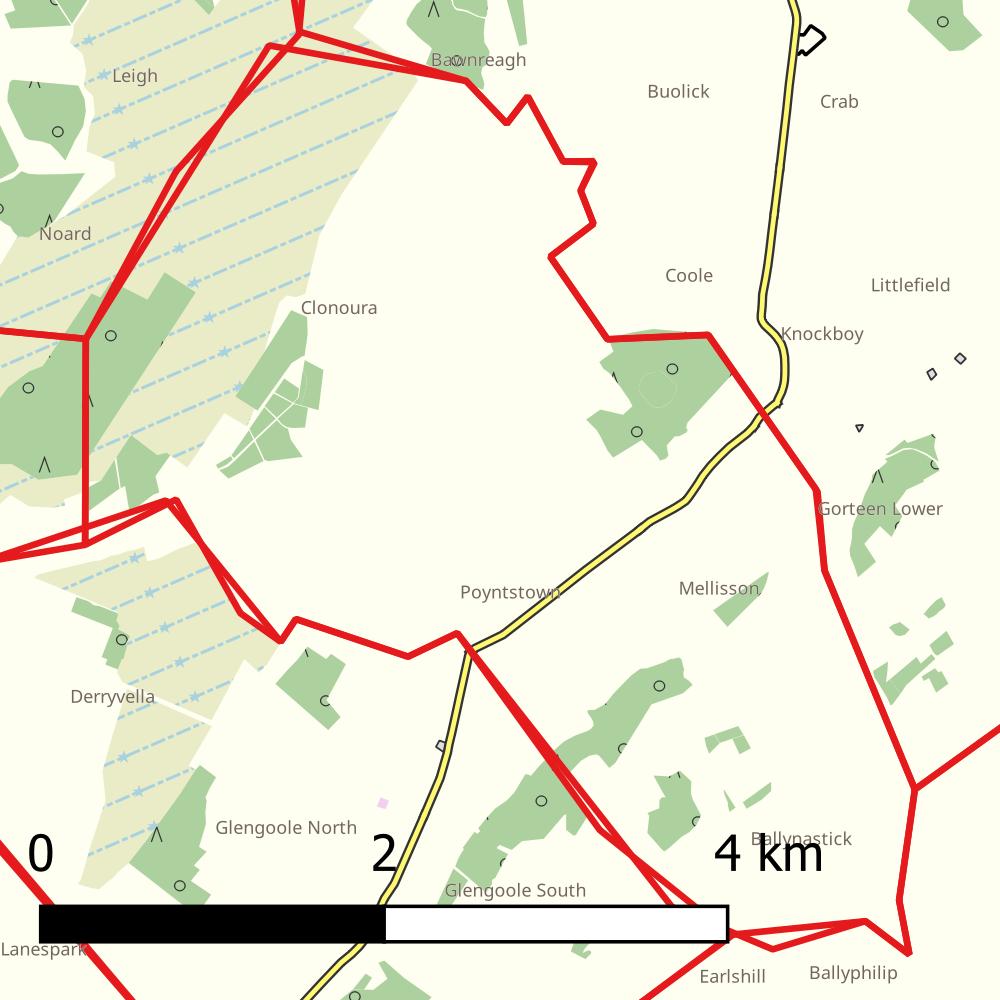 Bawnreagh
Leigh
Buolick
Crab
Noard
Coole
Littlefield
Clonoura
Knockboy
Gorteen Lower
Poyntstown
Mellisson
Derryvella
Glengoole North
Ballynastick
0 2 4 km
Glengoole South
Lanespark
Earlshill
Ballyphilip